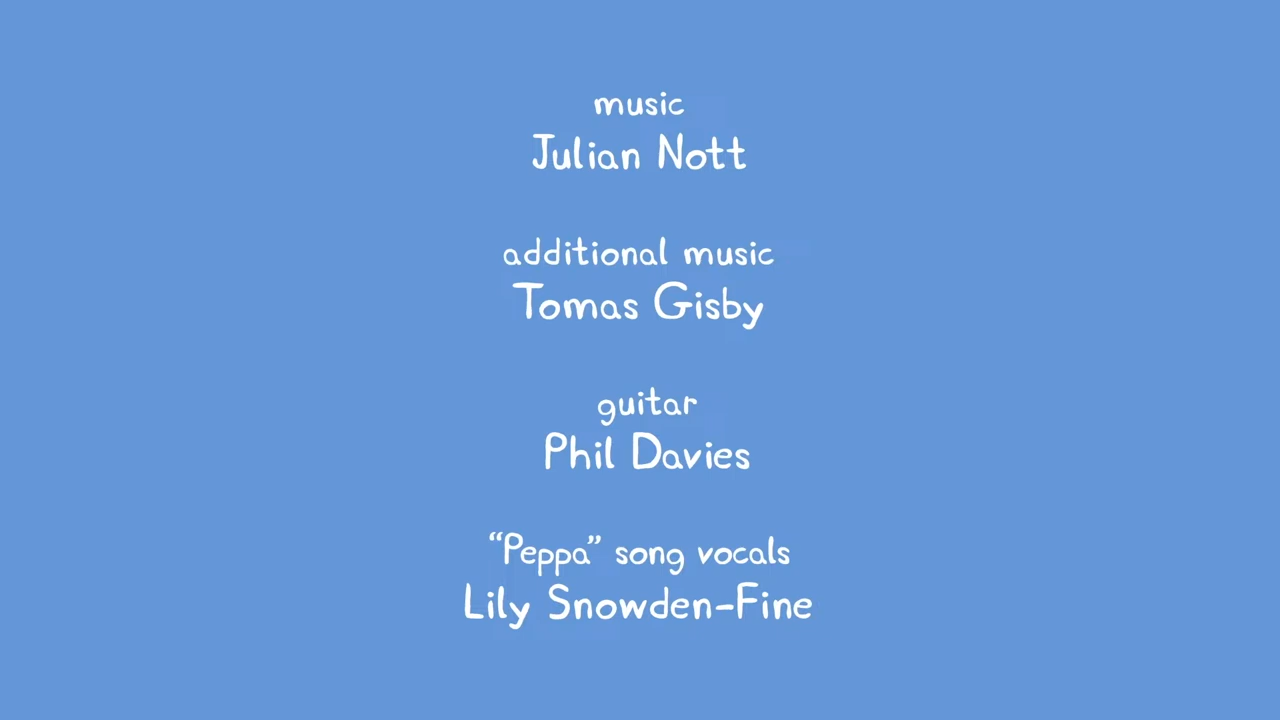 music
Julian Nott
additional music
Tomas Gisby
guitar
Phil Davies
“Peppa” song vocals
Lily Snowden-Fine